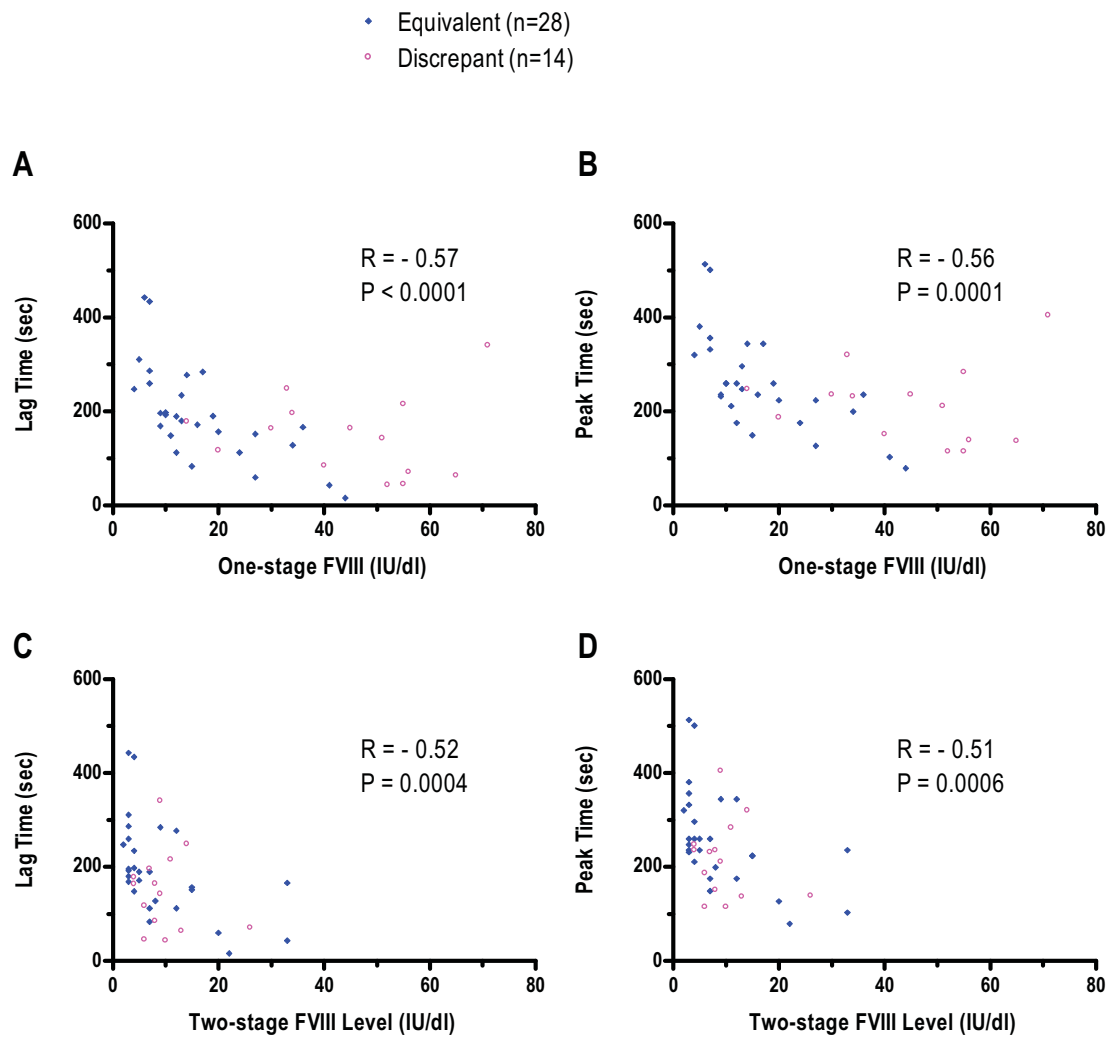 Equivalent (n=28)
Discrepant (n=14)
A
600
400
200
0
Lag Time (sec)
R = - 0.57
P < 0.0001
0 20 40 60 80
One-stage FVIII (IU/dl)
B
600
400
200
0
Peak Time (sec)
R = - 0.56
P = 0.0001
0 20 40 60 80
One-stage FVIII (IU/dl)
C
600
400
200
0
Lag Time (sec)
R = - 0.52
P = 0.0004
0 20 40 60 80
Two-stage FVIII Level (IU/dl)
D
600
400
200
0
Peak Time (sec)
R = - 0.51
P = 0.0006
0 20 40 60 80
Two-stage FVIII Level (IU/dl)